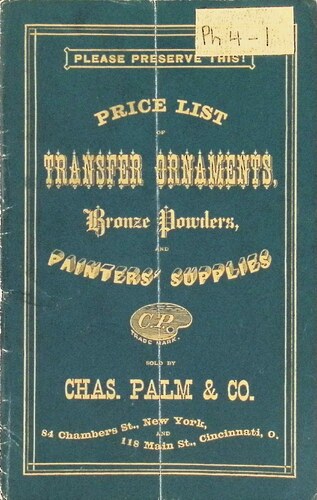 Ph 4-1
PLEASE PRESERVE THIS!
PRICE LIST
OF
TRANSFER ORNAMENTS,
Bronze Powders,
AND
PAINTERS' SUPPLIES
C.P.
TRADE MARK.
SOLD BY
CHAS. PALM & CO.
84 Chambers St., New York,
AND
118 Main St., Cincinnati, O.